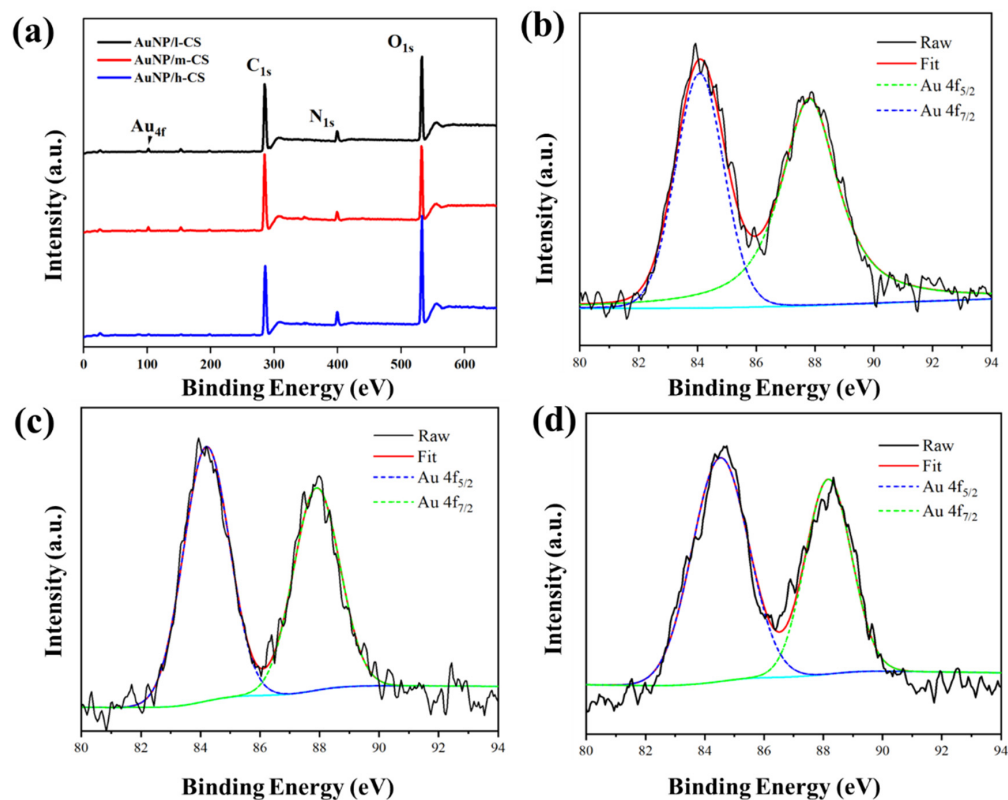 (a)
AuNP/l-CS
AuNP/m-CS
AuNP/h-CS
O1s
C1s
N1s
Au4f
Intensity (a.u.)
0 100 200 300 400 500 600
Binding Energy (eV)
(b)
Raw
Fit
Au 4f5/2
Au 4f7/2
Intensity (a.u.)
80 82 84 86 88 90 92 94
Binding Energy (eV)
(c)
Raw
Fit
Au 4f5/2
Au 4f7/2
Intensity (a.u.)
80 82 84 86 88 90 92 94
Binding Energy (eV)
(d)
Raw
Fit
Au 4f5/2
Au 4f7/2
Intensity (a.u.)
80 82 84 86 88 90 92 94
Binding Energy (eV)